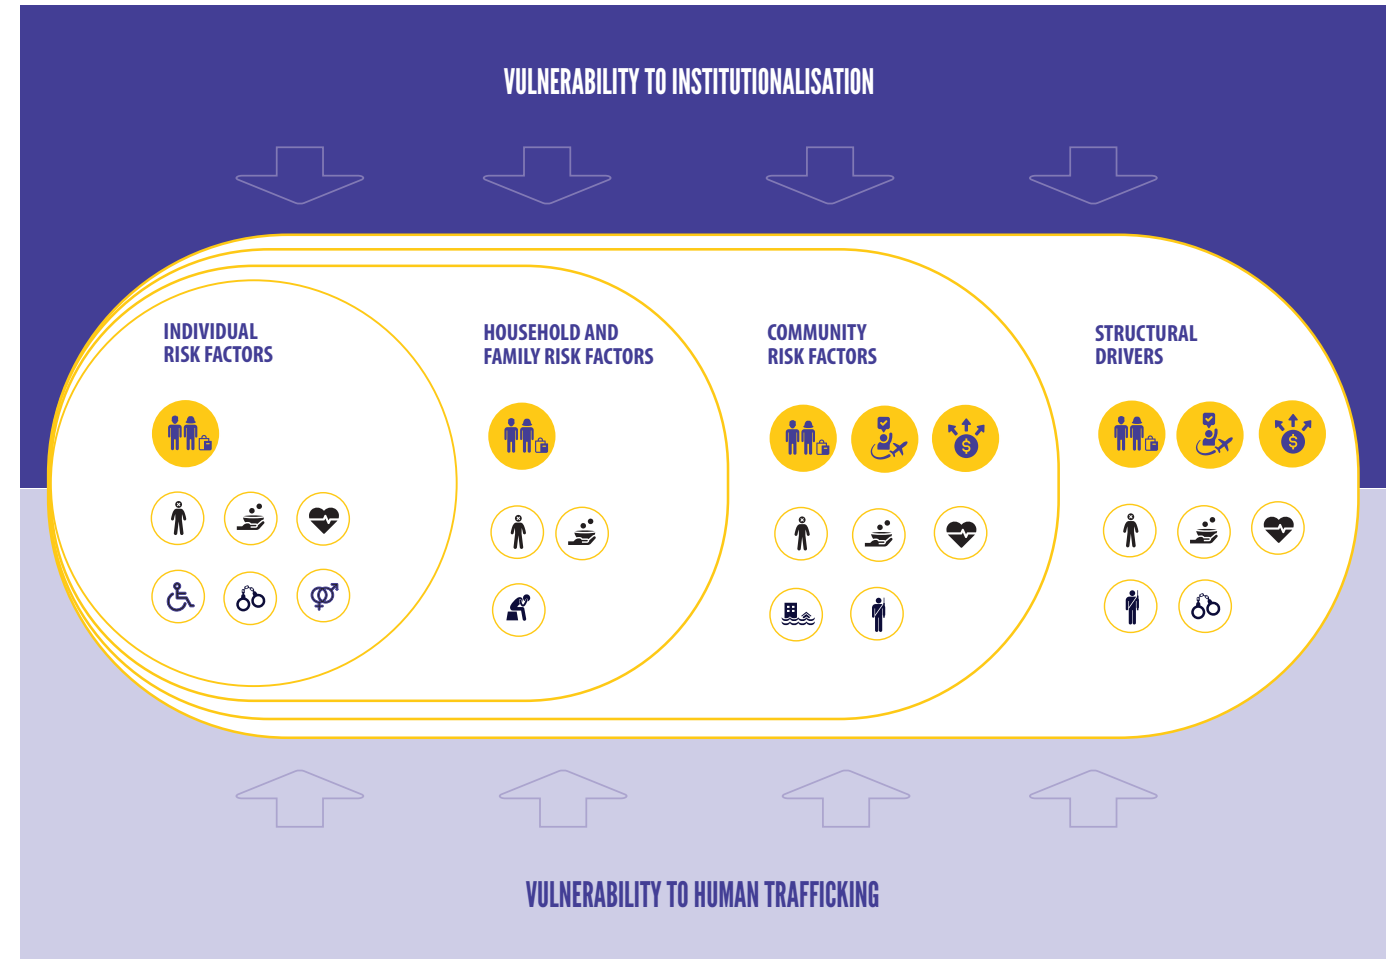 VULNERABILITY TO INSTITUTIONALISATION
INDIVIDUAL
RISK FACTORS
HOUSEHOLD AND
FAMILY RISK FACTORS
COMMUNITY
RISK FACTORS
STRUCTURAL
DRIVERS
$
$
VULNERABILITY TO HUMAN TRAFFICKING